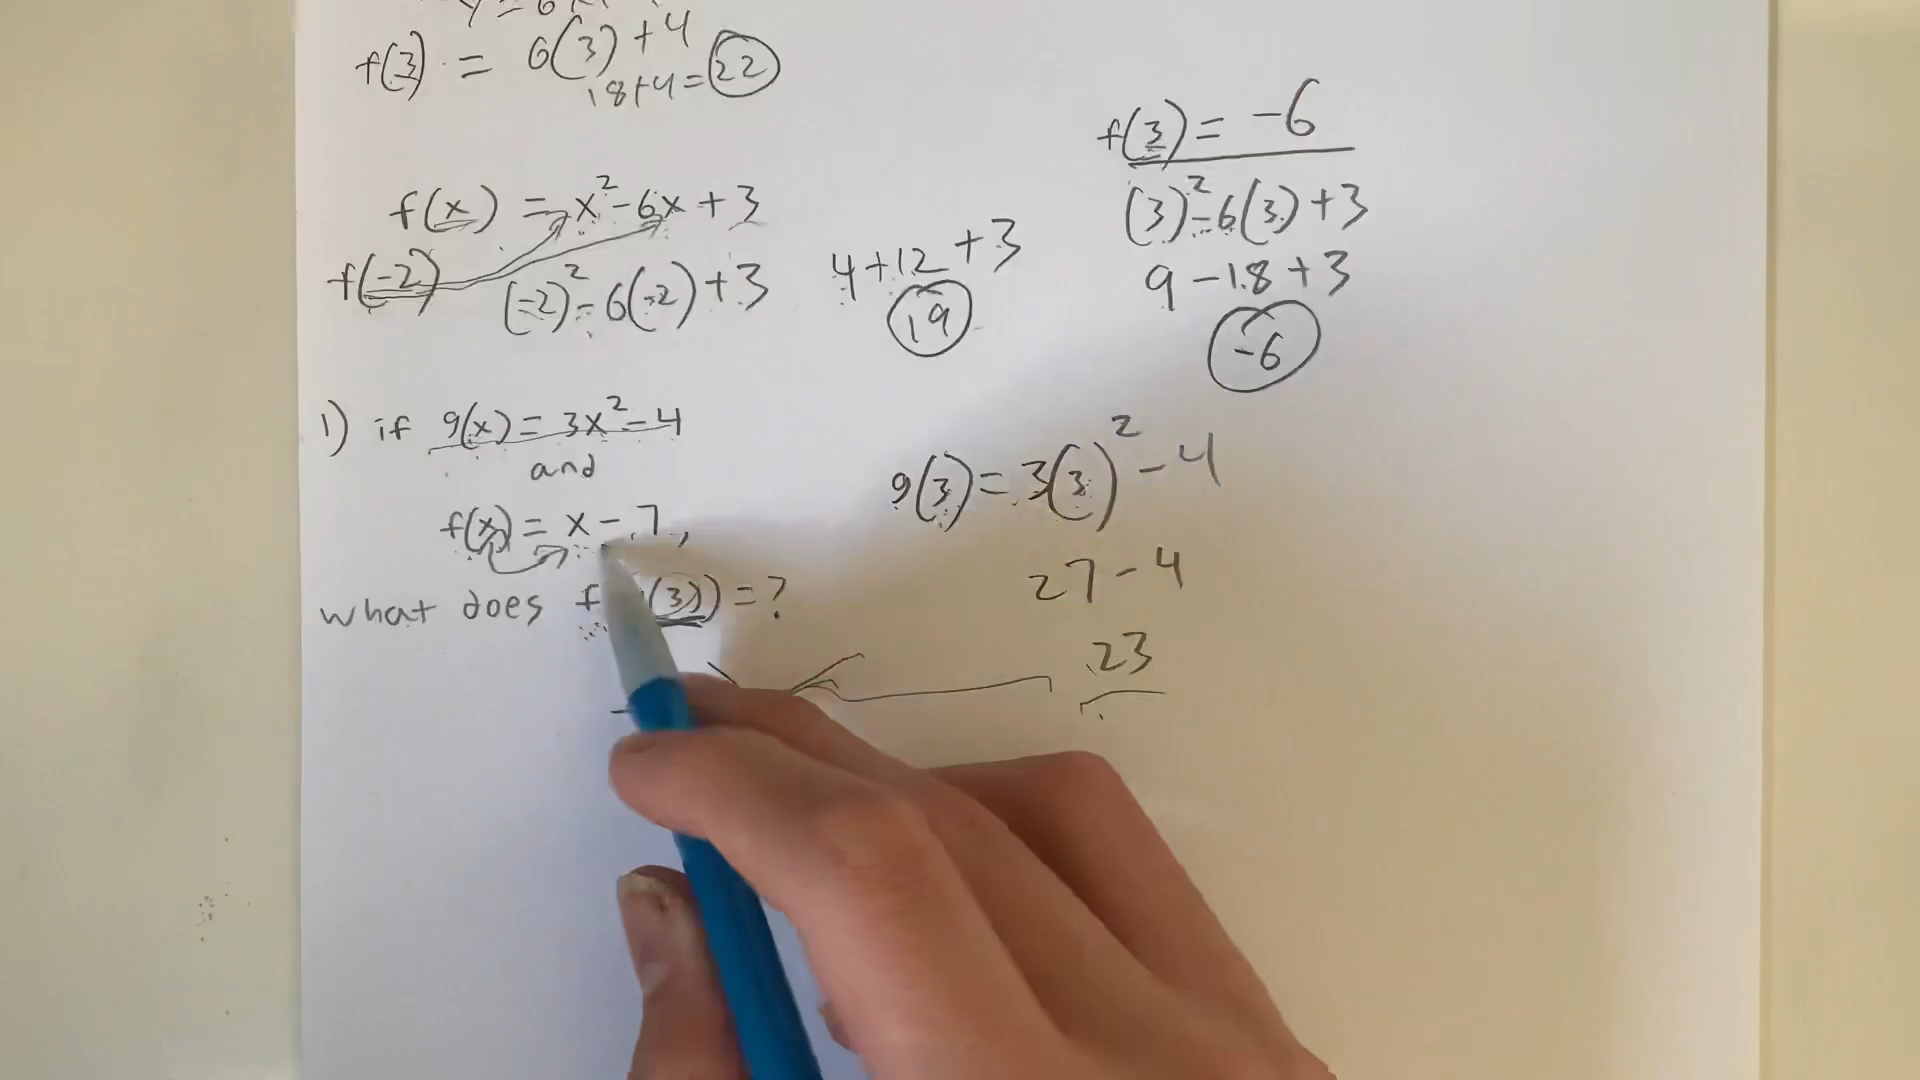 f(3) = 6(3)+4
18+4=22
f(x) = x²-6x+3
f(-2) (-2)²-6(-2)+3
4+12+3
19
f(3) = -6
(3)²-6(3)+3
9-18+3
-6
1) if g(x) = 3x²-4
and
f(x) = x-7,
what does (3))=?
g(3) = 3(3)²-4
27-4
23